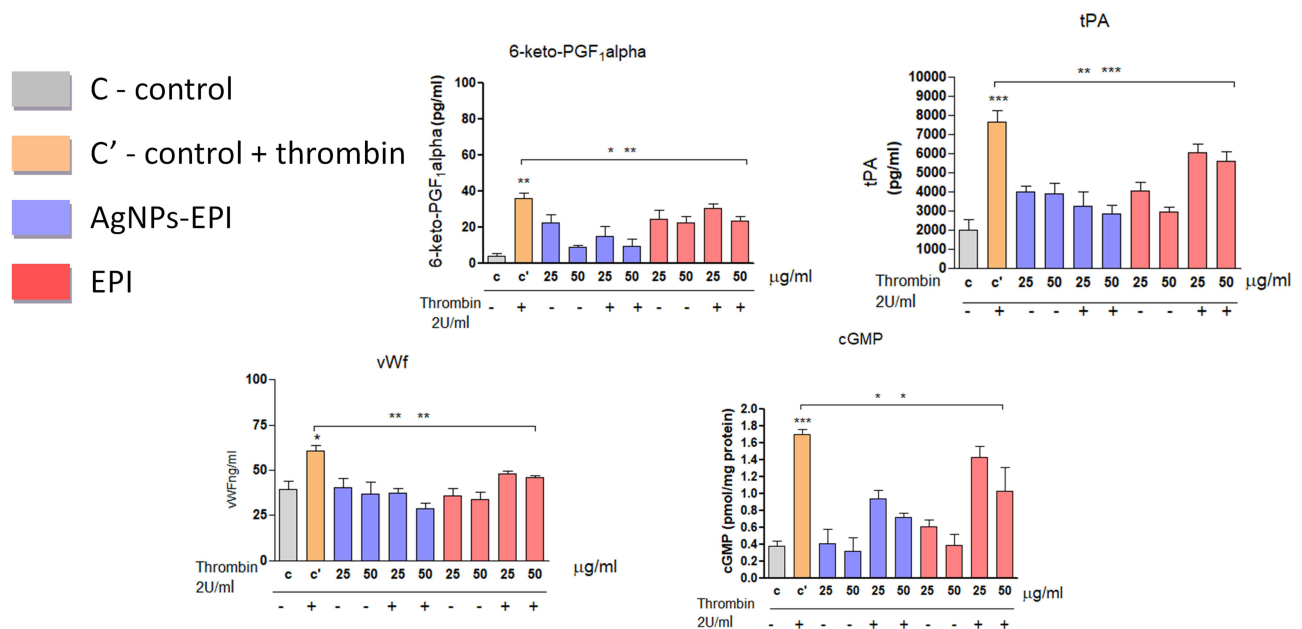 C - control
C' - control + thrombin
AgNPs-EPI
EPI
6-keto-PGF1alpha
6-keto-PGF1alpha (pg/ml)
100
80
60
40
20
0
* **
**
c c' 25 50 25 50 25 50 25 50 μg/ml
Thrombin
2U/ml
- + - - + + - - + +
tPA
tPA
(pg/ml)
10000
9000
8000
7000
6000
5000
4000
3000
2000
1000
0
** ***
***
c c' 25 50 25 50 25 50 25 50 μg/ml
Thrombin
2U/ml
- + - - + + - - + +
vWf
vWFng/ml
100
75
50
25
0
** **
*
c c' 25 50 25 50 25 50 25 50 μg/ml
Thrombin
2U/ml
- + - - + + - - + +
cGMP
cGMP (pmol/mg protein)
2.0
1.8
1.6
1.4
1.2
1.0
0.8
0.6
0.4
0.2
0.0
* *
***
c c' 25 50 25 50 25 50 25 50 μg/ml
Thrombin
2U/ml
- + - - + + - - + +